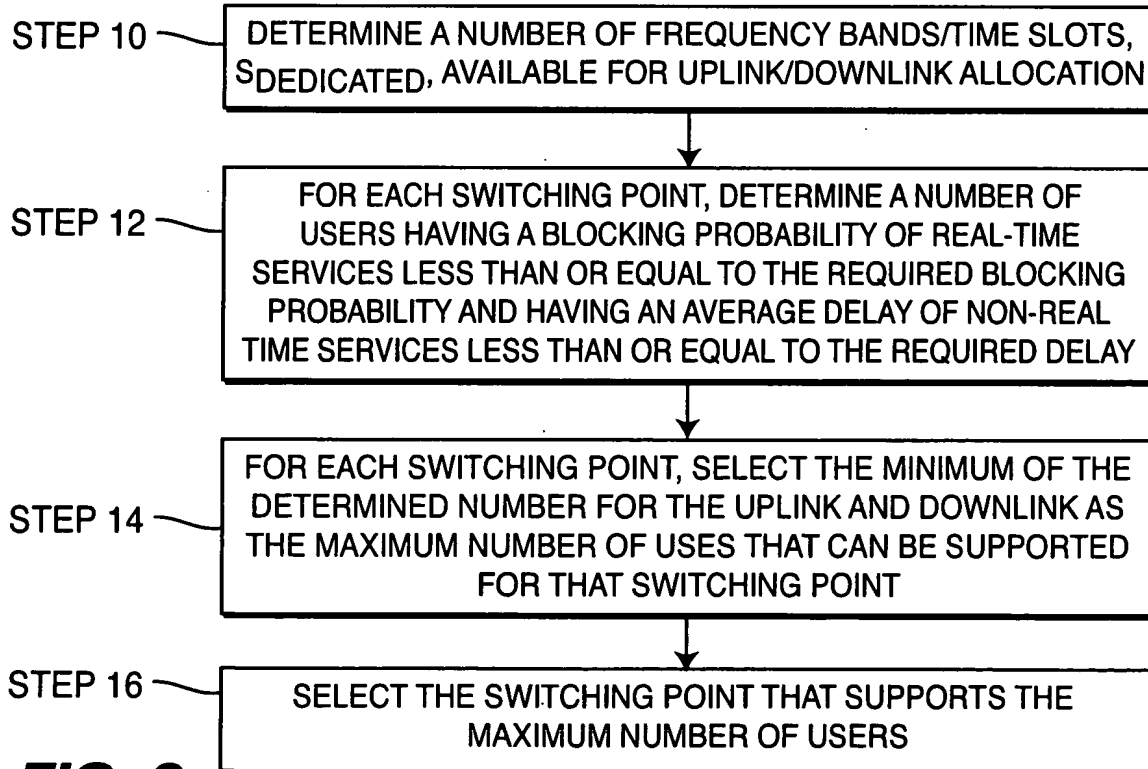 STEP 10
DETERMINE A NUMBER OF FREQUENCY BANDS/TIME SLOTS,
SDEDICATED, AVAILABLE FOR UPLINK/DOWNLINK ALLOCATION
STEP 12
FOR EACH SWITCHING POINT, DETERMINE A NUMBER OF
USERS HAVING A BLOCKING PROBABILITY OF REAL-TIME
SERVICES LESS THAN OR EQUAL TO THE REQUIRED BLOCKING
PROBABILITY AND HAVING AN AVERAGE DELAY OF NON-REAL
TIME SERVICES LESS THAN OR EQUAL TO THE REQUIRED DELAY
STEP 14
FOR EACH SWITCHING POINT, SELECT THE MINIMUM OF THE
DETERMINED NUMBER FOR THE UPLINK AND DOWNLINK AS
THE MAXIMUM NUMBER OF USES THAT CAN BE SUPPORTED
FOR THAT SWITCHING POINT
STEP 16
SELECT THE SWITCHING POINT THAT SUPPORTS THE
MAXIMUM NUMBER OF USERS